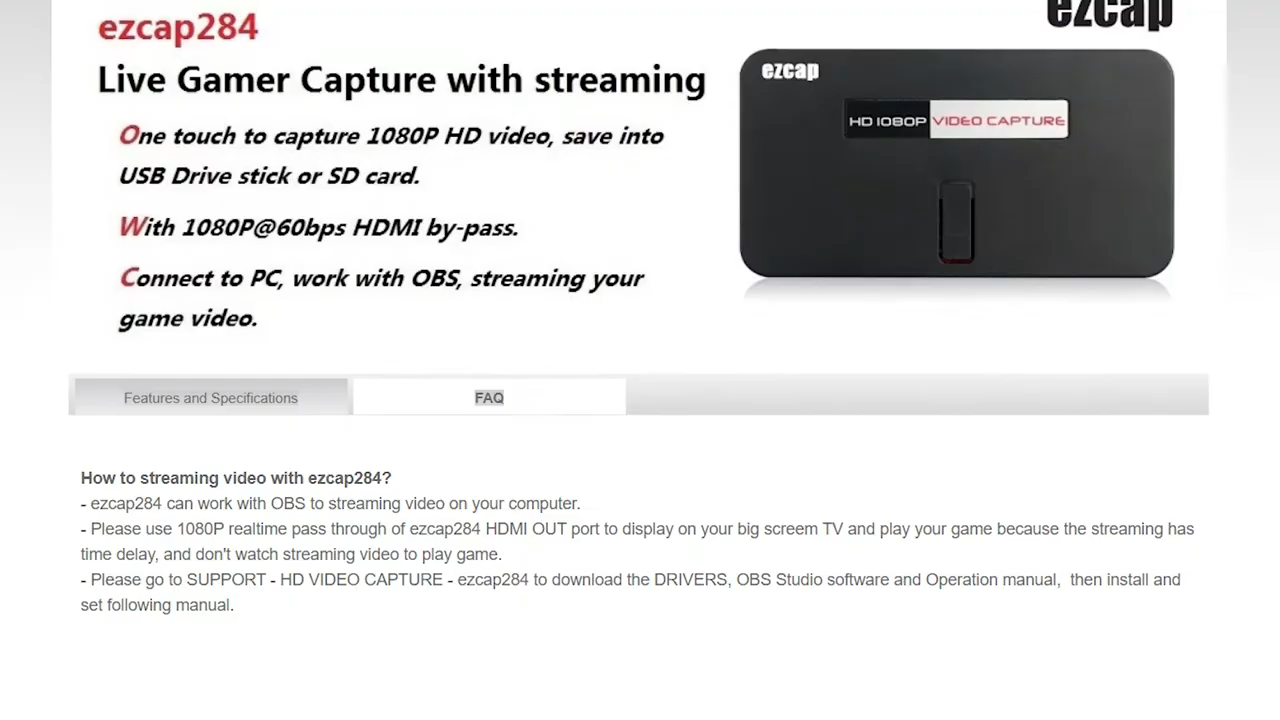 ezcap
ezcap284
Live Gamer Capture with streaming
One touch to capture 1080P HD video, save into
USB Drive stick or SD card.
With 1080P@60bps HDMI by-pass.
Connect to PC, work with OBS, streaming your
game video.
ezcap
HD 1080P VIDEO CAPTURE
Features and Specifications
FAQ
How to streaming video with ezcap284?
- ezcap284 can work with OBS to streaming video on your computer.
- Please use 1080P realtime pass through of ezcap284 HDMI OUT port to display on your big screem TV and play your game because the streaming has
time delay, and don't watch streaming video to play game.
- Please go to SUPPORT - HD VIDEO CAPTURE - ezcap284 to download the DRIVERS, OBS Studio software and Operation manual,  then install and
set following manual.